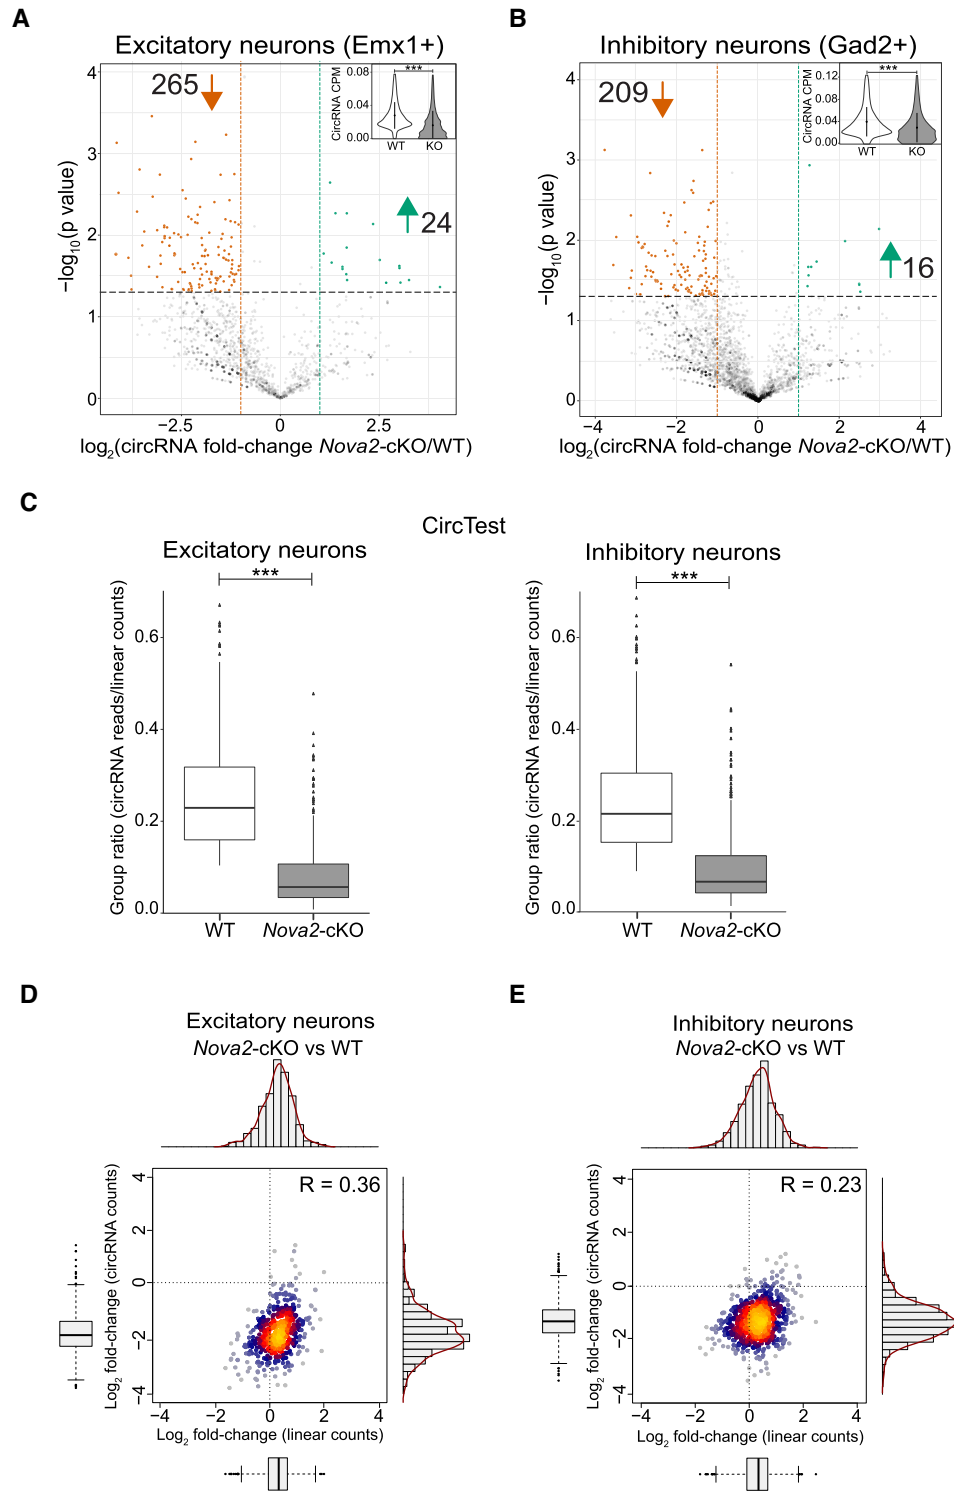 A
Excitatory neurons (Emx1+)
265
24
CircRNA CPM
0.08
0.04
0.00
***
WT
KO
−log10(p value)
4
3
2
1
0
−2.5
0
2.5
log2(circRNA fold-change Nova2-cKO/WT)
B
Inhibitory neurons (Gad2+)
209
16
CircRNA CPM
0.12
0.08
0.04
0.00
***
WT
KO
−log10(p value)
4
3
2
1
0
−4
−2
0
2
4
log2(circRNA fold-change Nova2-cKO/WT)
C
CircTest
Excitatory neurons
***
Group ratio (circRNA reads/linear counts)
0.6
0.4
0.2
0.0
WT
Nova2-cKO
Inhibitory neurons
***
Group ratio (circRNA reads/linear counts)
0.6
0.4
0.2
0.0
WT
Nova2-cKO
D
Excitatory neurons
Nova2-cKO vs WT
R = 0.36
Log2 fold-change (circRNA counts)
4
2
0
−2
−4
−4
−2
0
2
4
Log2 fold-change (linear counts)
E
Inhibitory neurons
Nova2-cKO vs WT
R = 0.23
Log2 fold-change (circRNA counts)
4
2
0
−2
−4
−4
−2
0
2
4
Log2 fold-change (linear counts)